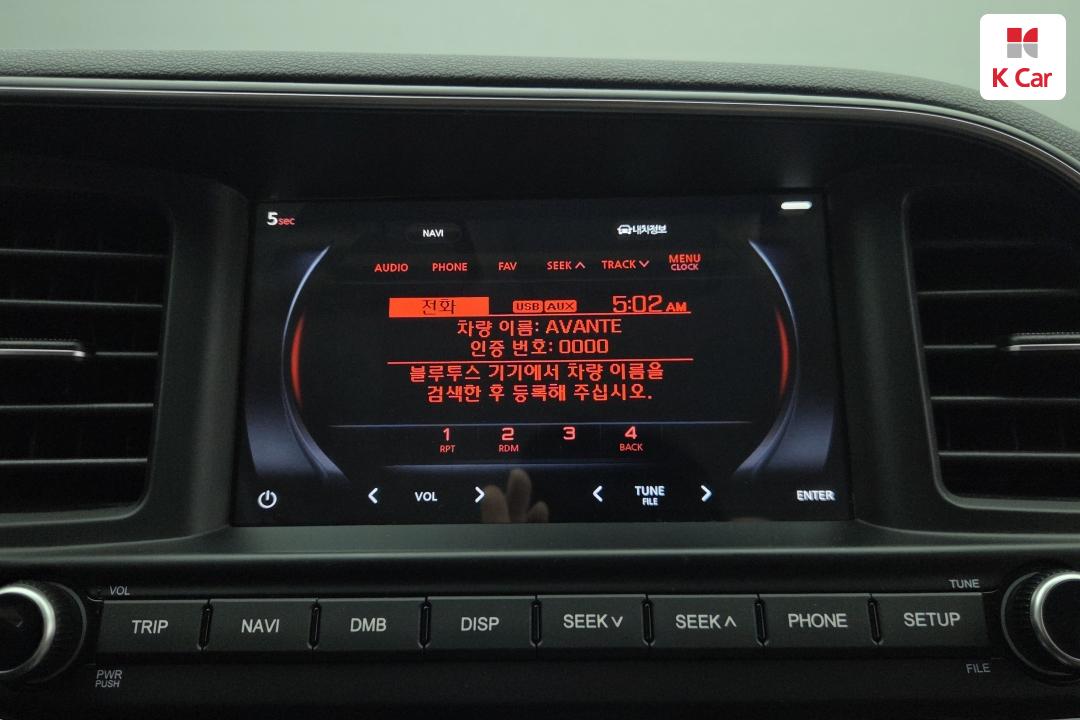 K Car
5sec
NAVI
내차정보
AUDIO PHONE FAV SEEK TRACK MENU CLOCK
전화 USB AUX 5:02 AM
차량 이름: AVANTE
인증 번호: 0000
블루투스 기기에서 차량 이름을
검색한 후 등록해 주십시오.
1 2 3 4
RPT RDM BACK
VOL TUNE FILE ENTER
VOL TUNE
TRIP NAVI DMB DISP SEEK SEEK PHONE SETUP
PWR PUSH FILE